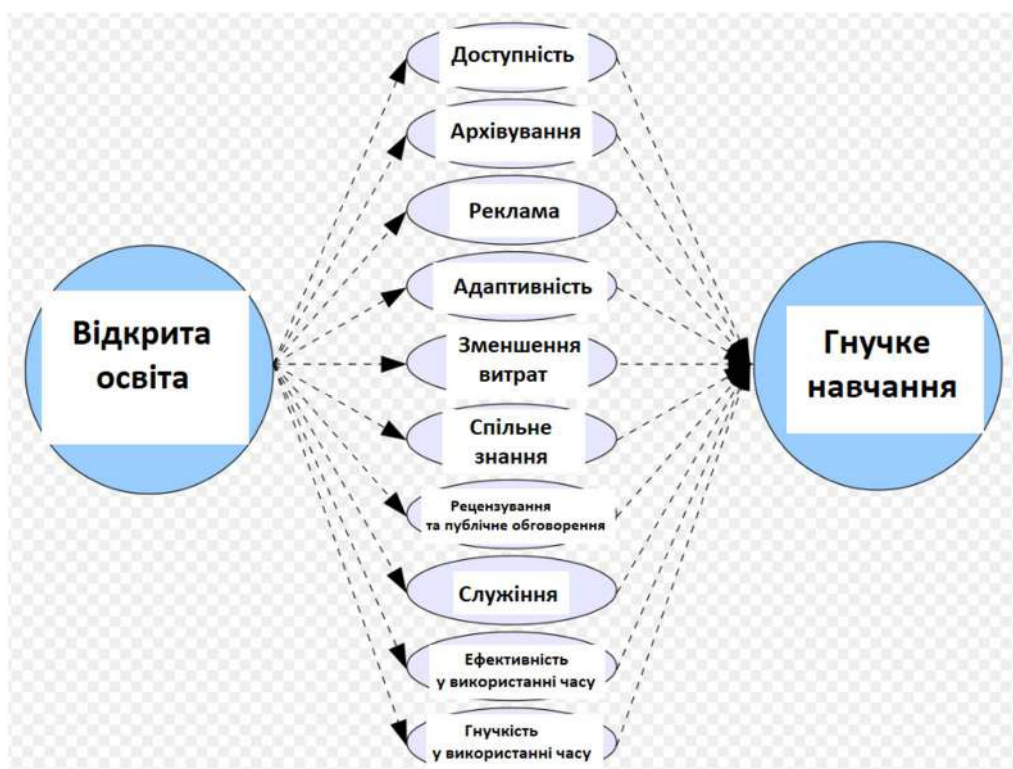 Відкрита
освіта
Доступність
Архівування
Реклама
Адаптивність
Зменшення
витрат
Спільне
знання
Рецензування
та публічне обговорення
Служіння
Ефективність
у використанні часу
Гнучкість
у використанні часу
Гнучке
навчання